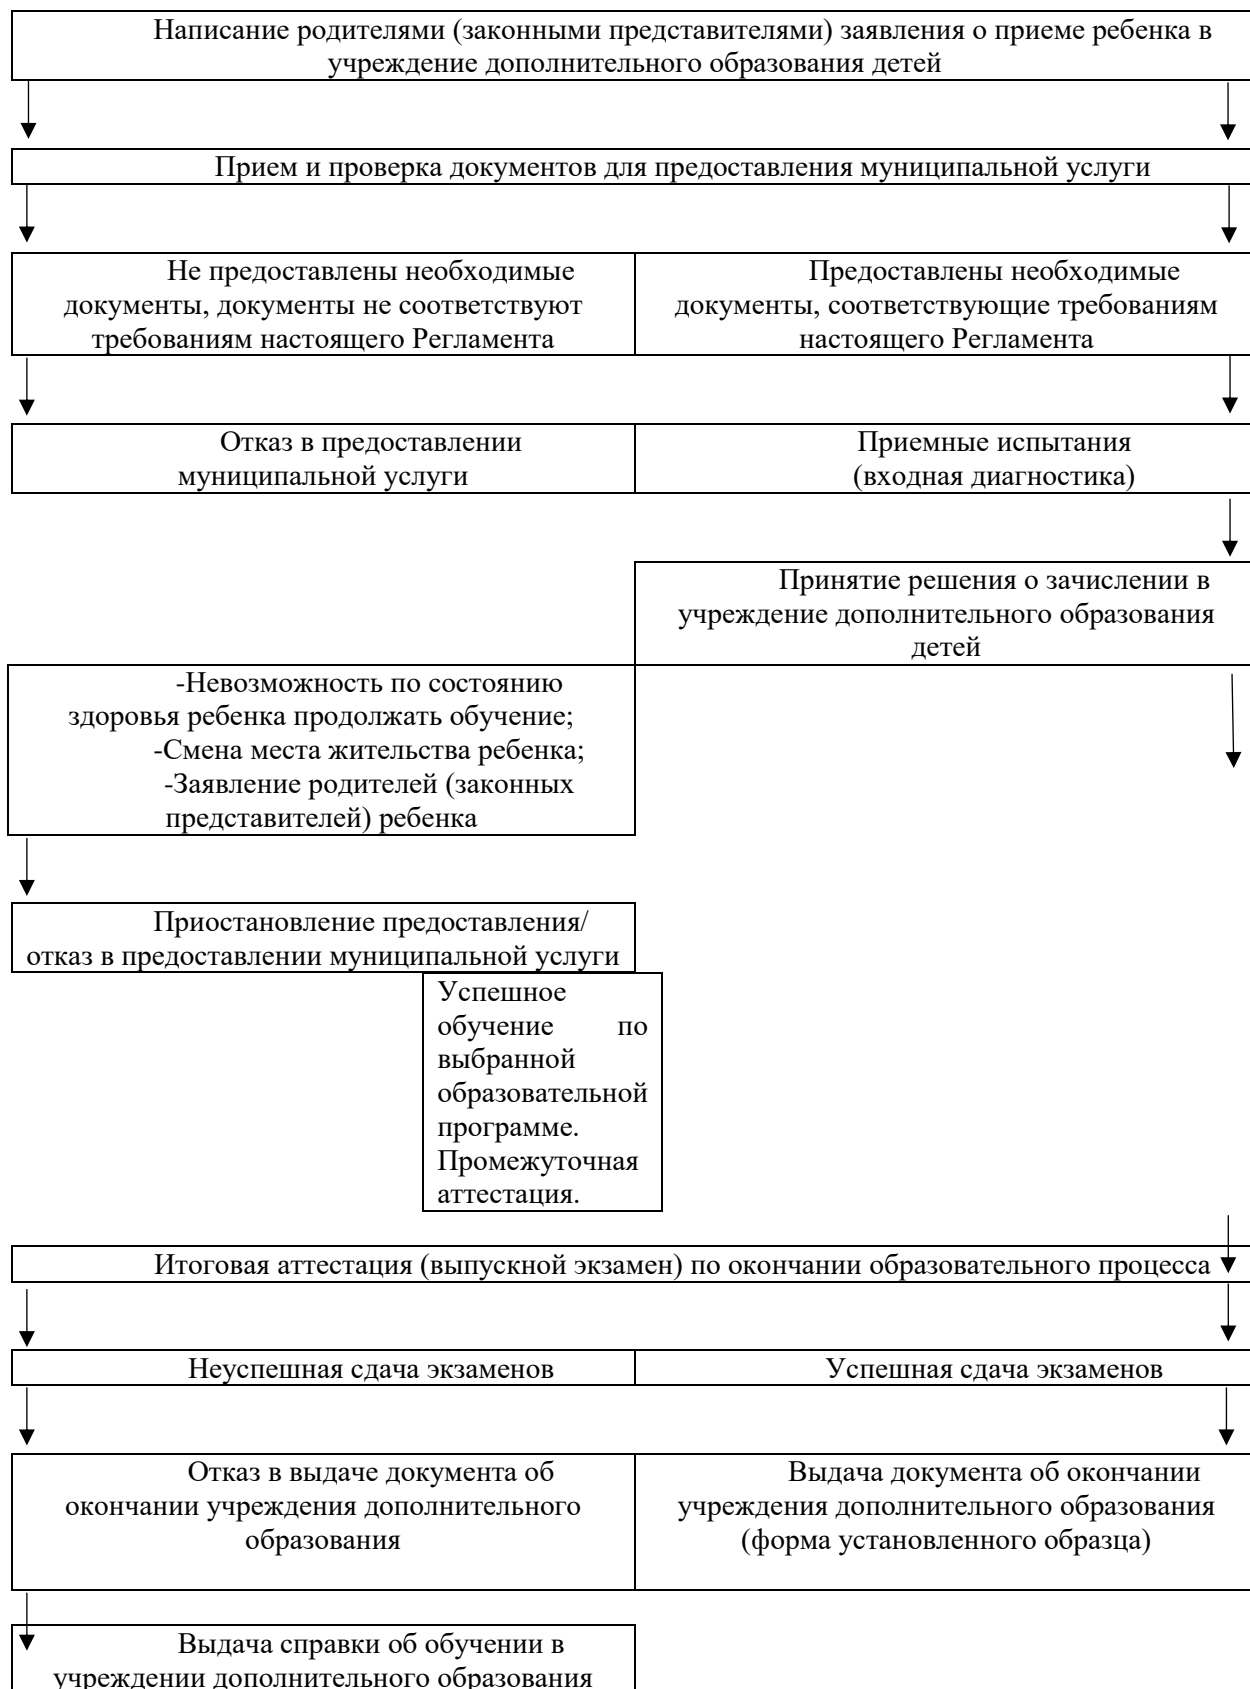 Написание родителями (законными представителями) заявления о приеме ребенка в
учреждение дополнительного образования детей
Прием и проверка документов для предоставления муниципальной услуги
Не предоставлены необходимые
документы, документы не соответствуют
требованиям настоящего Регламента
Предоставлены необходимые
документы, соответствующие требованиям
настоящего Регламента
Отказ в предоставлении
муниципальной услуги
Приемные испытания
(входная диагностика)
Принятие решения о зачислении в
учреждение дополнительного образования
детей
-Невозможность по состоянию
здоровья ребенка продолжать обучение;
-Смена места жительства ребенка;
-Заявление родителей (законных
представителей) ребенка
Приостановление предоставления/
отказ в предоставлении муниципальной услуги
Успешное
обучение по
выбранной
образовательной
программе.
Промежуточная
аттестация.
Итоговая аттестация (выпускной экзамен) по окончании образовательного процесса
Неуспешная сдача экзаменов
Успешная сдача экзаменов
Отказ в выдаче документа об
окончании учреждения дополнительного
образования
Выдача документа об окончании
учреждения дополнительного образования
(форма установленного образца)
Выдача справки об обучении в
учреждении дополнительного образования